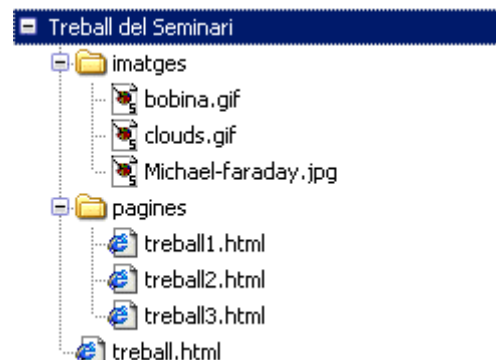 Treball del Seminari
imatges
bobina.gif
clouds.gif
Michael-faraday.jpg
pagines
treball1.html
treball2.html
treball3.html
treball.html